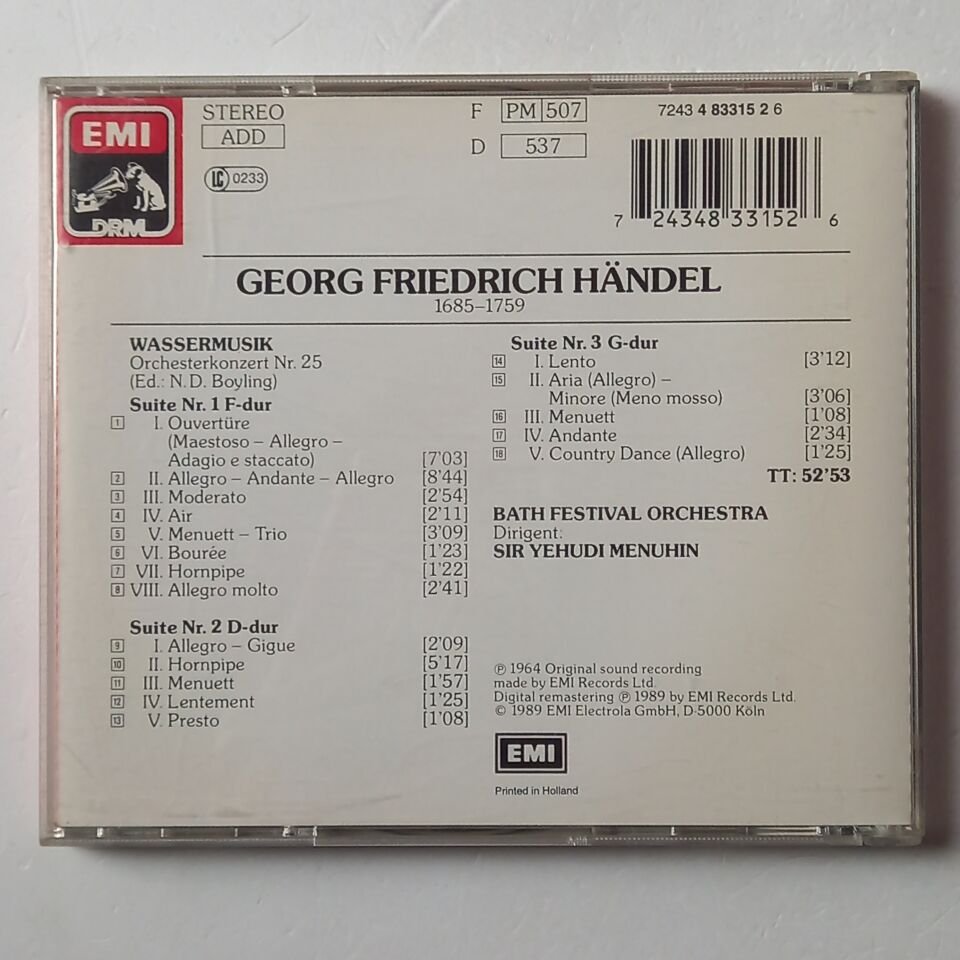 EMI
DRM
STEREO
ADD
LC 0233
F PM 507
D 537
7243 4 83315 2 6
7 24348 33152 6
GEORG FRIEDRICH HÄNDEL
1685–1759
WASSERMUSIK
Orchesterkonzert Nr. 25
(Ed.: N.D. Boyling)
Suite Nr. 1 F-dur
1 I. Ouvertüre
(Maestoso – Allegro –
Adagio e staccato) [7'03]
2 II. Allegro – Andante – Allegro [8'44]
3 III. Moderato [2'54]
4 IV. Air [2'11]
5 V. Menuett – Trio [3'09]
6 VI. Bourée [1'23]
7 VII. Hornpipe [1'22]
8 VIII. Allegro molto [2'41]
Suite Nr. 2 D-dur
9 I. Allegro – Gigue [2'09]
10 II. Hornpipe [5'17]
11 III. Menuett [1'57]
12 IV. Lentement [1'25]
13 V. Presto [1'08]
Suite Nr. 3 G-dur
14 I. Lento [3'12]
15 II. Aria (Allegro) –
Minore (Meno mosso) [3'06]
16 III. Menuett [1'08]
17 IV. Andante [2'34]
18 V. Country Dance (Allegro) [1'25]
TT: 52'53
BATH FESTIVAL ORCHESTRA
Dirigent:
SIR YEHUDI MENUHIN
℗ 1964 Original sound recording
made by EMI Records Ltd.
Digital remastering ℗ 1989 by EMI Records Ltd.
© 1989 EMI Electrola GmbH, D-5000 Köln
EMI
Printed in Holland